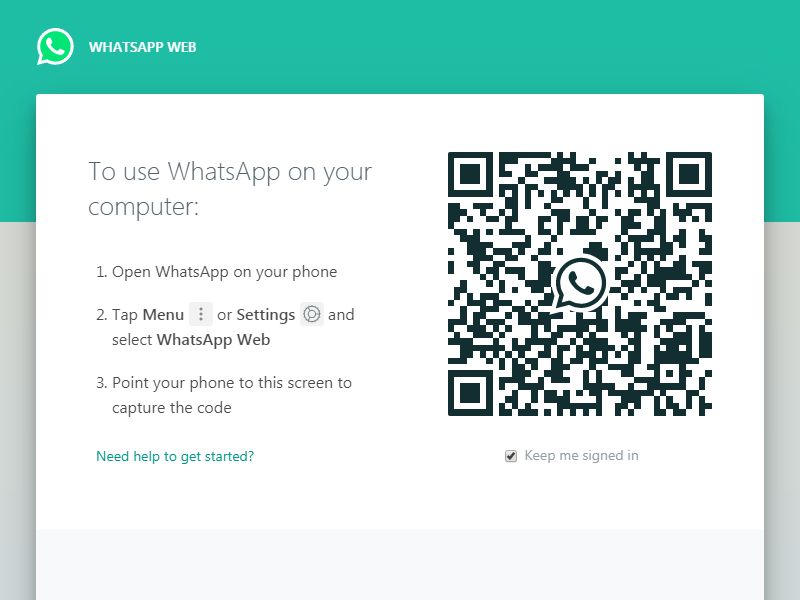 WHATSAPP WEB
To use WhatsApp on your
computer:
1. Open WhatsApp on your phone
2. Tap Menu or Settings and
select WhatsApp Web
3. Point your phone to this screen to
capture the code
Need help to get started?
Keep me signed in